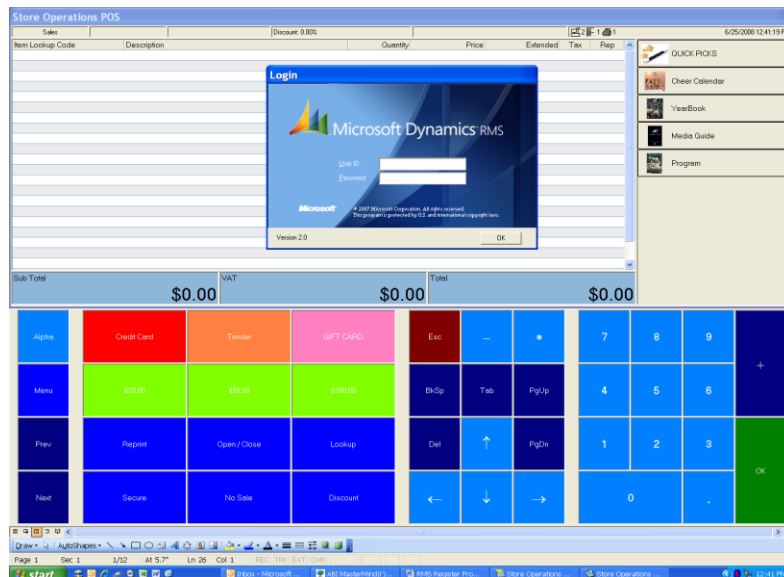 Store Operations POS
Sales
Discount: 0.00%
2 1 1
6/25/2008 12:41:19 P
Item Lookup Code Description Quantity Price Extended Tax Rep
QUICK PICKS
Cheer Calendar
YearBook
Media Guide
Program
Login
Microsoft Dynamics RMS
User ID:
Password:
Microsoft
© 2007 Microsoft Corporation. All rights reserved.
This program is protected by U.S. and international copyright laws.
Version 2.0 OK
Sub Total VAT Total
$0.00 $0.00 $0.00
Alpha Credit Card Tender GIFT CARD Esc – * 7 8 9 +
Menu $20.00 $50.00 $100.00 BkSp Tab PgUp 4 5 6
Prev Reprint Open / Close Lookup Del ↑ PgDn 1 2 3 OK
Next Secure No Sale Discount ← ↓ → 0 .
Draw AutoShapes
Page 1 Sec 1 1/12 At 5.7" Ln 26 Col 1 REC TRK EXT OVR
start Inbox - Microsoft ... ABI MasterMind(r)... RMS Register Pro... Store Operations ... Store Operations ... 12:41 P